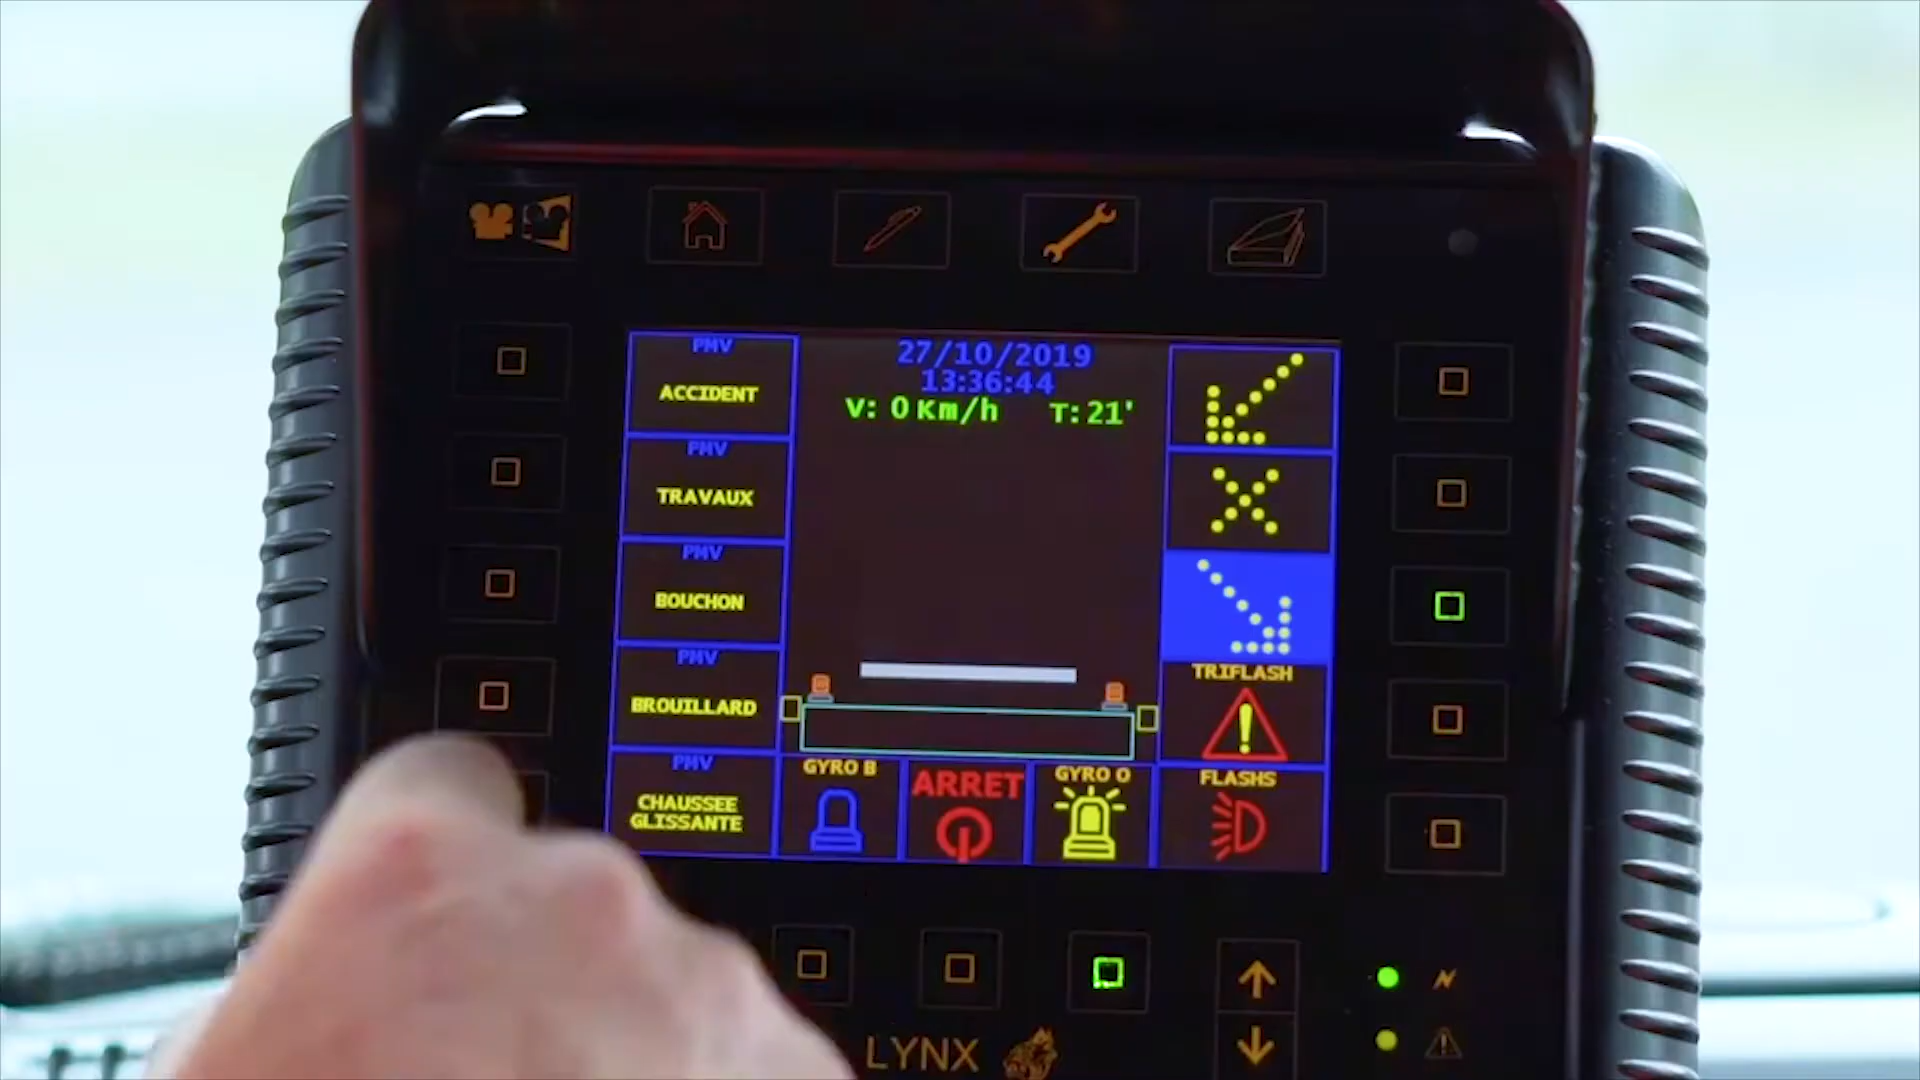 27/10/2019
13:36:44
V: 0 Km/h T: 21'
PMV
ACCIDENT
PMV
TRAVAUX
PMV
BOUCHON
PMV
BROUILLARD
PMV
CHAUSSEE
GLISSANTE
GYRO B
ARRET
GYRO O
TRIFLASH
FLASHS
LYNX